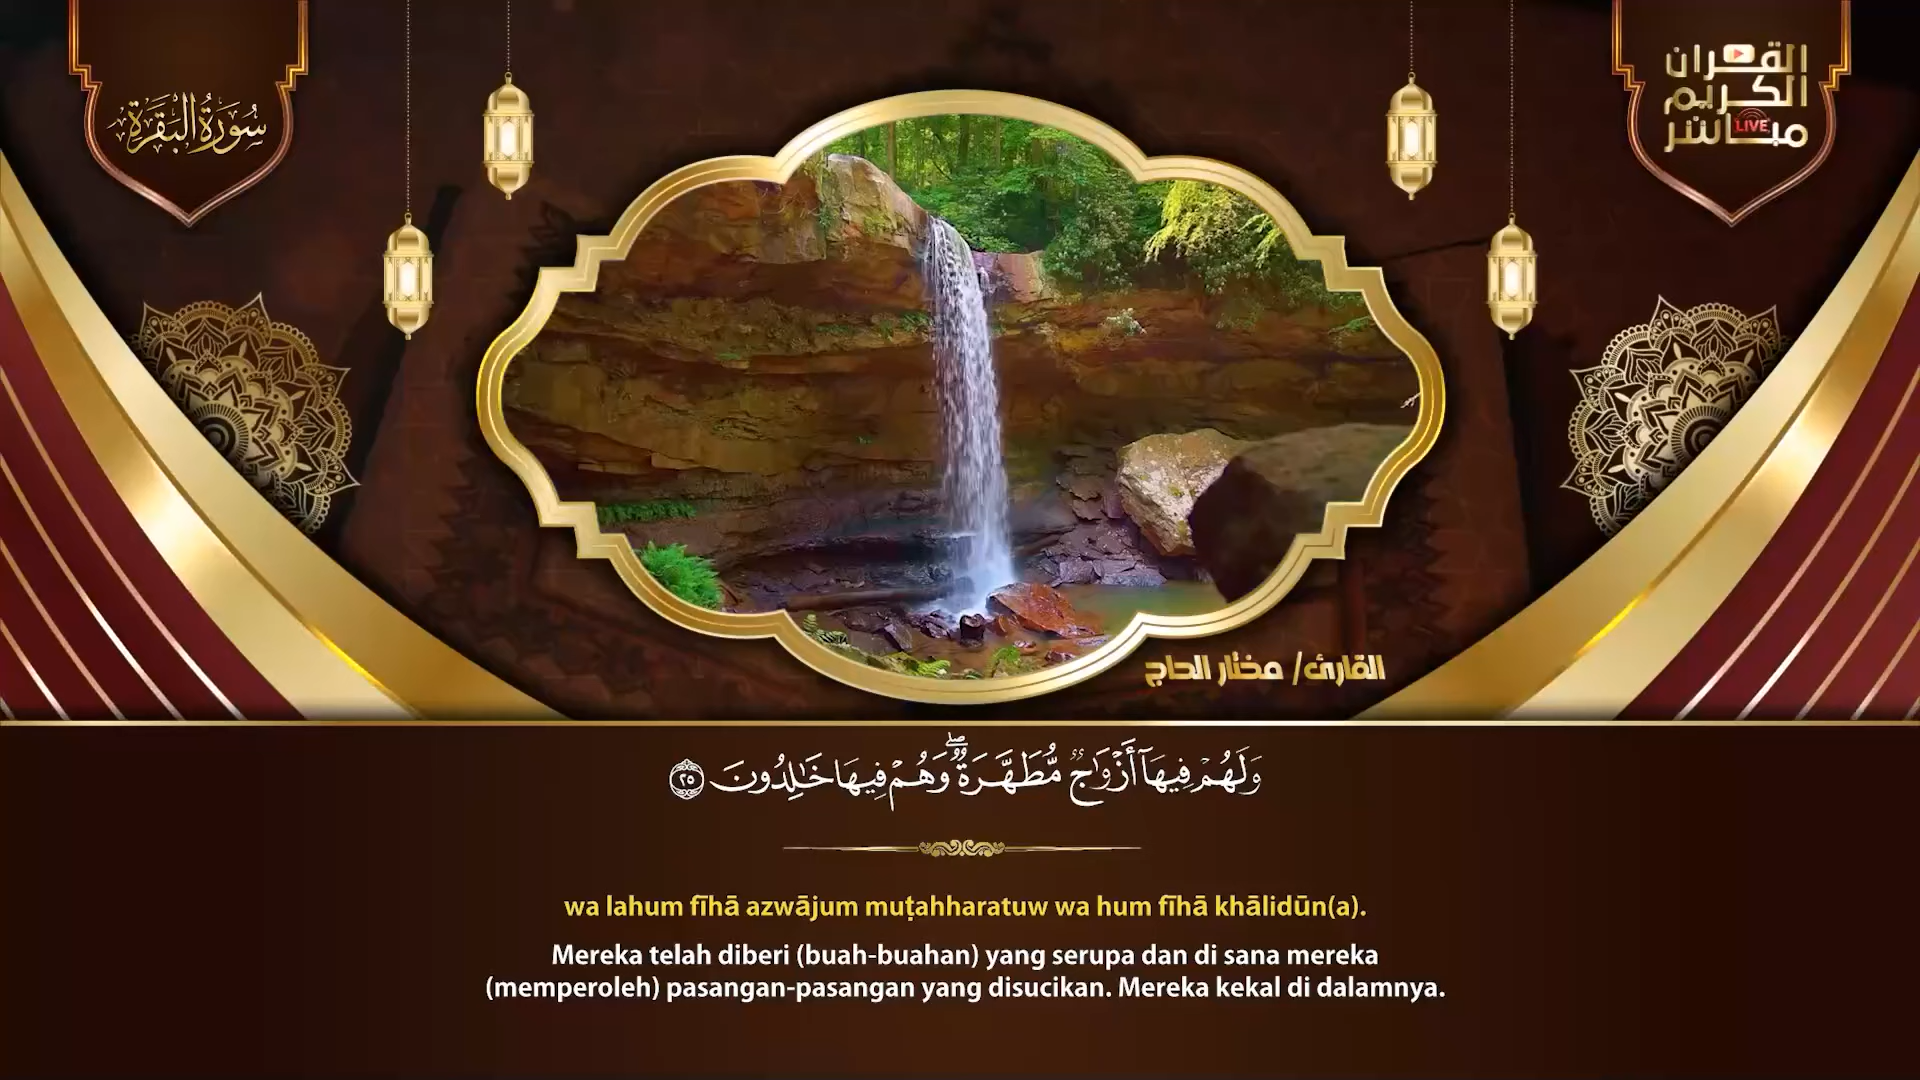 سُورَةُ الْبَقَرَةِ
القرآن
الكريم
مباشر
LIVE
القارئ/ مختار الحاج
وَلَهُمْ فِيهَآ أَزْوَٰجٌ مُّطَهَّرَةٌ ۖ وَهُمْ فِيهَا خَٰلِدُونَ ٢٥
wa lahum fīhā azwājum muṭahharatuw wa hum fīhā khālidūn(a).
Mereka telah diberi (buah-buahan) yang serupa dan di sana mereka
(memperoleh) pasangan-pasangan yang disucikan. Mereka kekal di dalamnya.